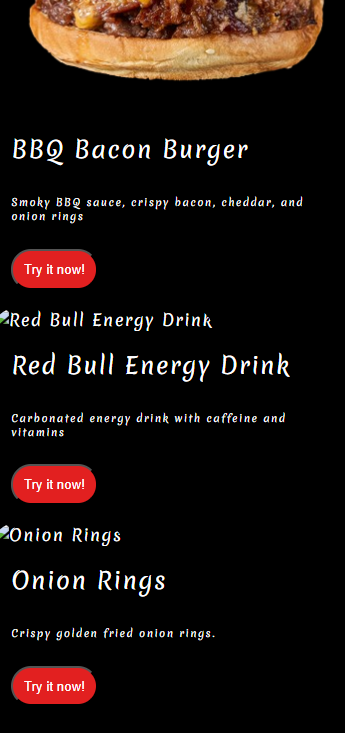 BBQ Bacon Burger
Smoky BBQ sauce, crispy bacon, cheddar, and
onion rings
Try it now!
Red Bull Energy Drink
Red Bull Energy Drink
Carbonated energy drink with caffeine and
vitamins
Try it now!
Onion Rings
Onion Rings
Crispy golden fried onion rings.
Try it now!